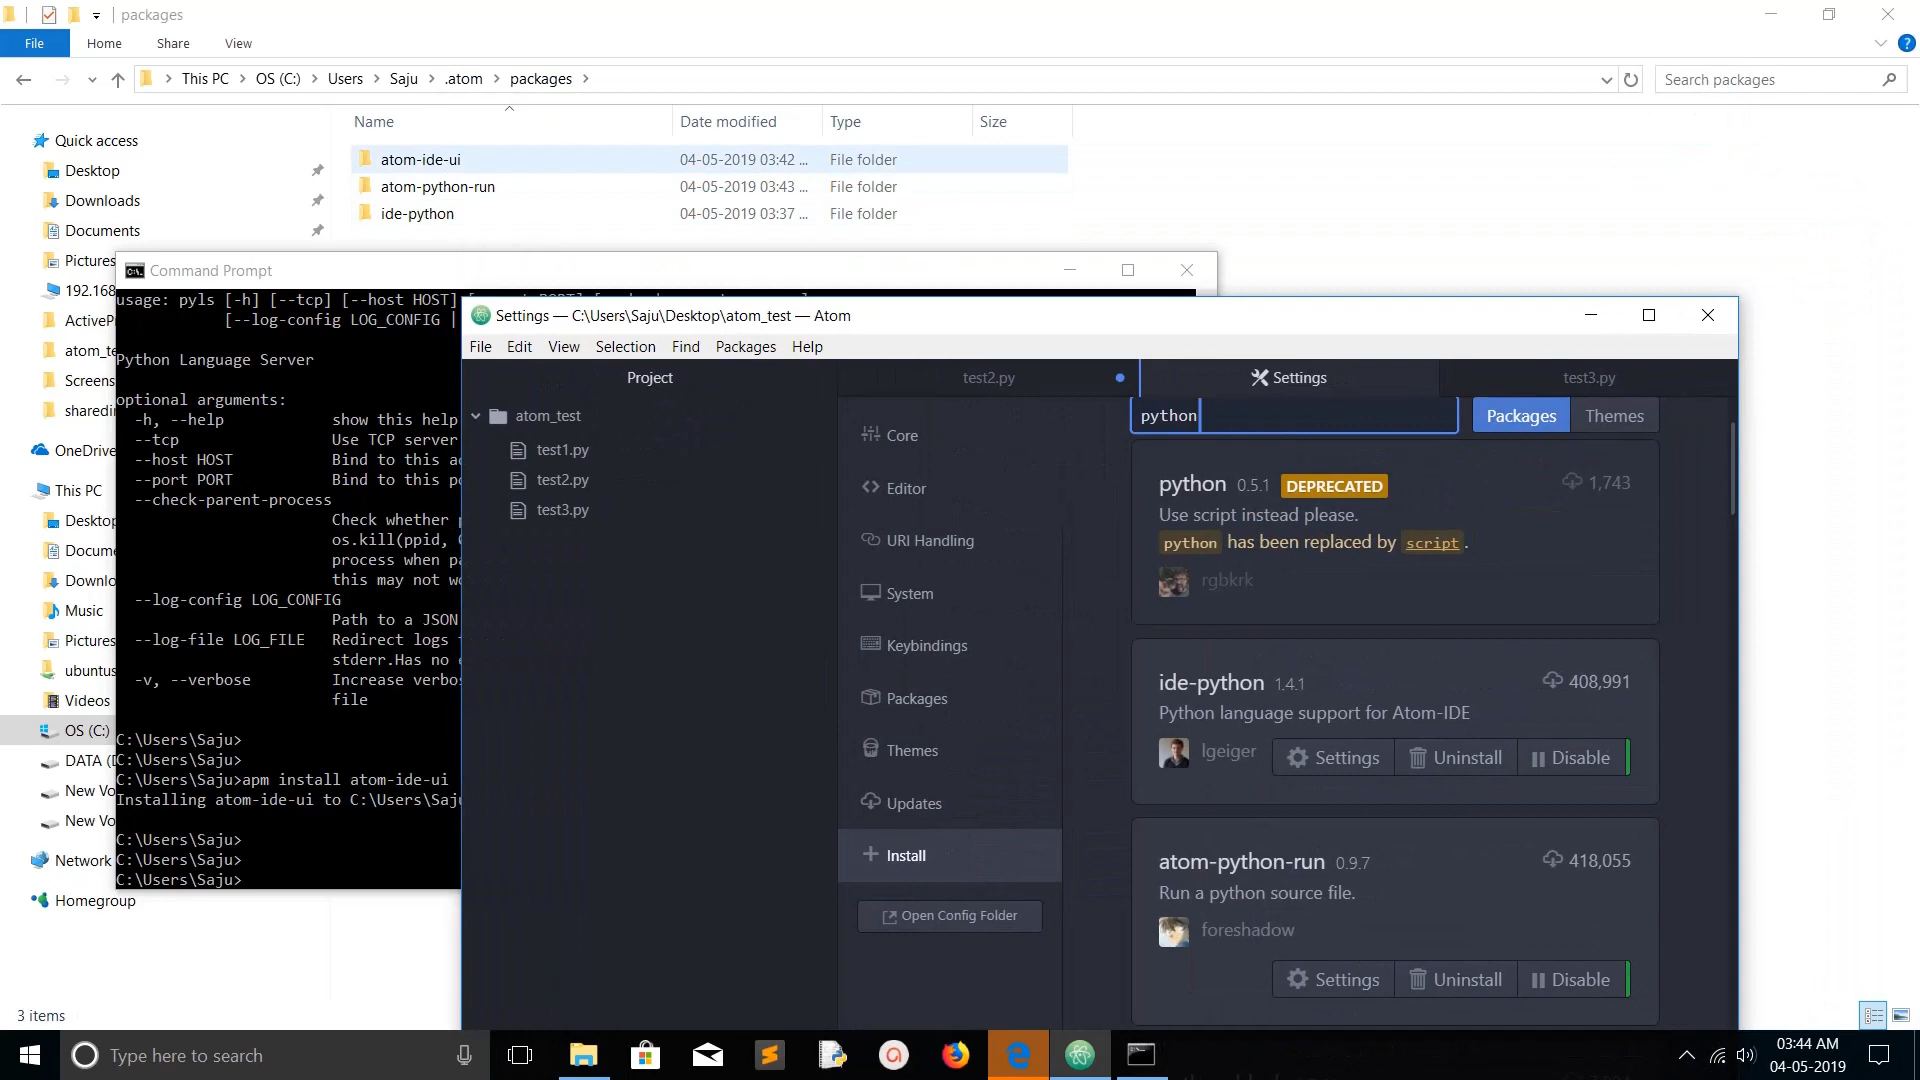 packages
File Home Share View
This PC OS (C:) Users Saju .atom packages
Search packages
Name Date modified Type Size
Quick access
Desktop
Downloads
Documents
Pictures
192.168
ActivePr
atom_te
Screens
sharedin
OneDrive
This PC
Desktop
Docume
Downlo
Music
Pictures
ubuntus
Videos
OS (C:)
DATA (D
New Vo
New Vo
Network
Homegroup
atom-ide-ui 04-05-2019 03:42 ... File folder
atom-python-run 04-05-2019 03:43 ... File folder
ide-python 04-05-2019 03:37 ... File folder
3 items
Command Prompt
usage: pyls [-h] [--tcp] [--host HOST]
[--log-config LOG_CONFIG |
Python Language Server
optional arguments:
-h, --help show this help
--tcp Use TCP server
--host HOST Bind to this ad
--port PORT Bind to this po
--check-parent-process
Check whether p
os.kill(ppid, 
process when pa
this may not wo
--log-config LOG_CONFIG
Path to a JSON
--log-file LOG_FILE Redirect logs t
stderr.Has no e
-v, --verbose Increase verbos
file
C:\Users\Saju>
C:\Users\Saju>
C:\Users\Saju>apm install atom-ide-ui
Installing atom-ide-ui to C:\Users\Saju
C:\Users\Saju>
C:\Users\Saju>
C:\Users\Saju>
Settings — C:\Users\Saju\Desktop\atom_test — Atom
File Edit View Selection Find Packages Help
Project
atom_test
test1.py
test2.py
test3.py
test2.py Settings test3.py
Core
Editor
URI Handling
System
Keybindings
Packages
Themes
Updates
Install
Open Config Folder
python Packages Themes
python 0.5.1 DEPRECATED 1,743
Use script instead please.
python has been replaced by script.
rgbkrk
ide-python 1.4.1 408,991
Python language support for Atom-IDE
lgeiger Settings Uninstall Disable
atom-python-run 0.9.7 418,055
Run a python source file.
foreshadow
Settings Uninstall Disable
Type here to search
03:44 AM
04-05-2019